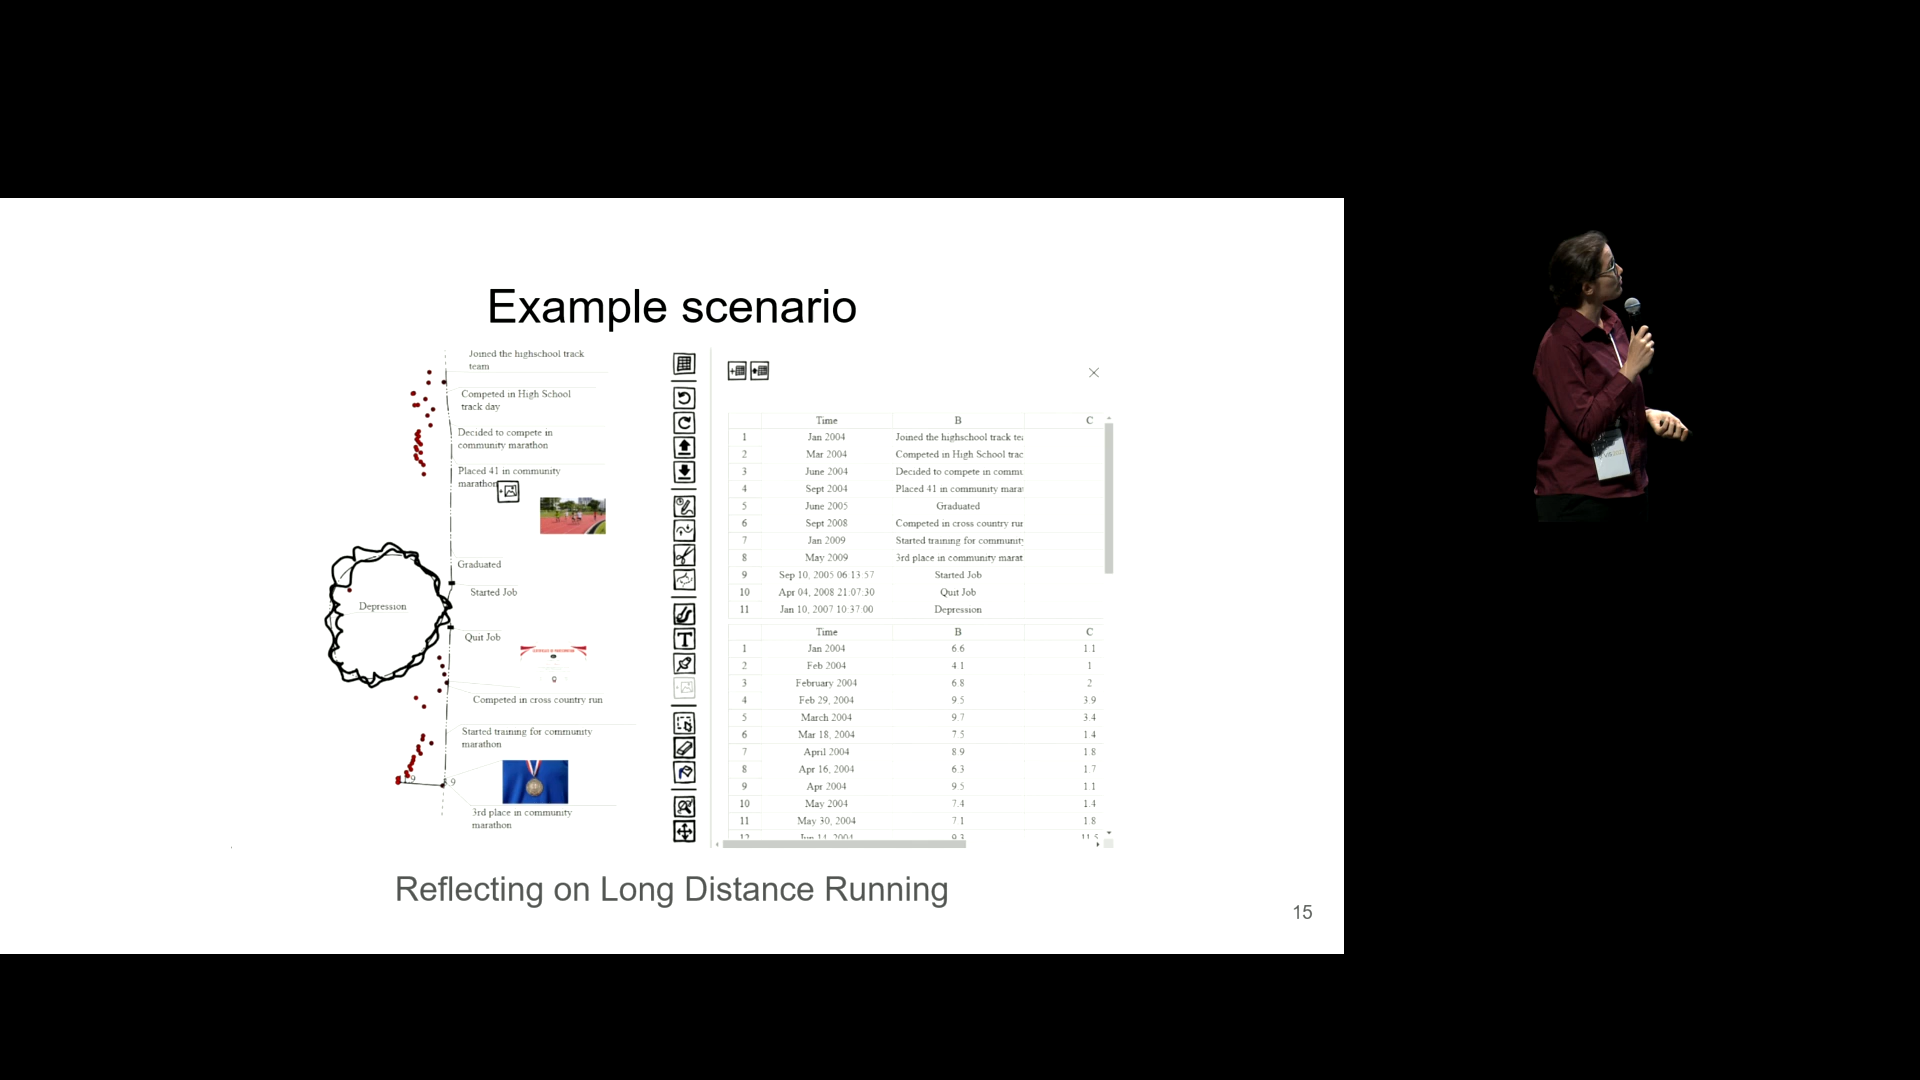 Example scenario
Joined the highschool track
team
Competed in High School
track day
Decided to compete in
community marathon
Placed 41 in community
marathon
Graduated
Started Job
Depression
Quit Job
Competed in cross country run
Started training for community
marathon
3rd place in community
marathon
T
Time B C
1 Jan 2004 Joined the highschool track tea
2 Mar 2004 Competed in High School trac
3 June 2004 Decided to compete in commu
4 Sept 2004 Placed 41 in community mara
5 June 2005 Graduated
6 Sept 2008 Competed in cross country run
7 Jan 2009 Started training for community
8 May 2009 3rd place in community marat
9 Sep 10, 2005 06:13:57 Started Job
10 Apr 04, 2008 21:07:30 Quit Job
11 Jan 10, 2007 10:37:00 Depression
Time B C
1 Jan 2004 6.6 1.1
2 Feb 2004 4.1 1
3 February 2004 6.8 2
4 Feb 29, 2004 9.5 3.9
5 March 2004 9.7 3.4
6 Mar 18, 2004 7.5 1.4
7 April 2004 8.9 1.8
8 Apr 16, 2004 6.3 1.7
9 Apr 2004 9.5 1.1
10 May 2004 7.4 1.4
11 May 30, 2004 7.1 1.8
12 Jun 14, 2004 9.3 11.5
Reflecting on Long Distance Running
15